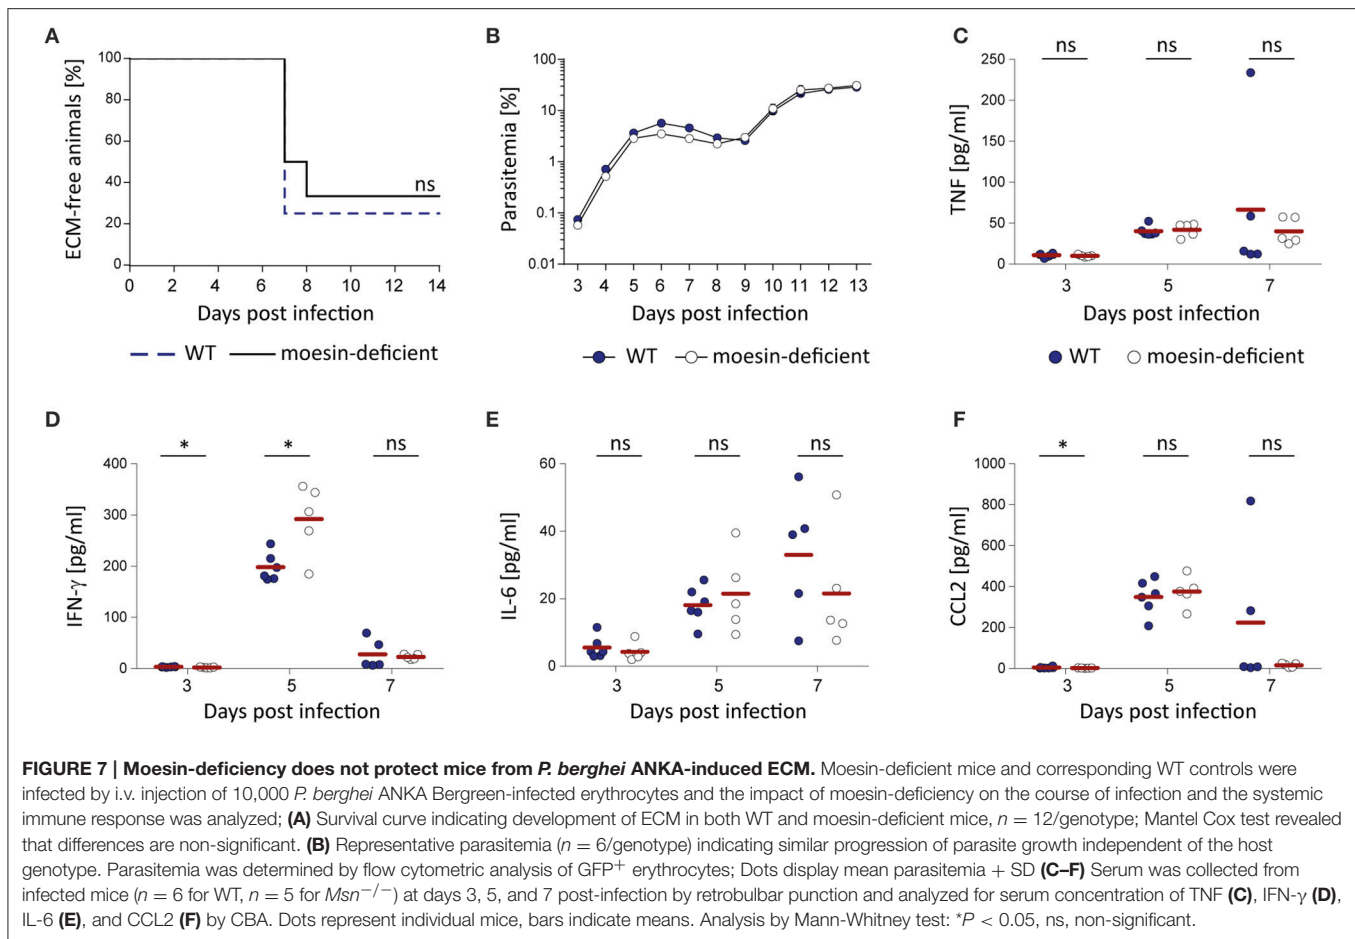 A
ECM-free animals [%]
100
80
60
40
20
0
ns
0 2 4 6 8 10 12 14
Days post infection
WT moesin-deficient
B
Parasitemia [%]
100
10
1
0.1
0.01
3 4 5 6 7 8 9 10 11 12 13
Days post infection
WT moesin-deficient
C
TNF [pg/ml]
ns ns ns
250
200
150
100
50
0
3 5 7
Days post infection
WT moesin-deficient
D
IFN-γ [pg/ml]
* * ns
400
300
200
100
0
3 5 7
Days post infection
E
IL-6 [pg/ml]
ns ns ns
60
40
20
0
3 5 7
Days post infection
F
CCL2 [pg/ml]
* ns ns
1000
800
600
400
200
0
3 5 7
Days post infection
FIGURE 7 | Moesin-deficiency does not protect mice from P. berghei ANKA-induced ECM. Moesin-deficient mice and corresponding WT controls were
infected by i.v. injection of 10,000 P. berghei ANKA Bergreen-infected erythrocytes and the impact of moesin-deficiency on the course of infection and the systemic
immune response was analyzed; (A) Survival curve indicating development of ECM in both WT and moesin-deficient mice, n = 12/genotype; Mantel Cox test revealed
that differences are non-significant. (B) Representative parasitemia (n = 6/genotype) indicating similar progression of parasite growth independent of the host
genotype. Parasitemia was determined by flow cytometric analysis of GFP+ erythrocytes; Dots display mean parasitemia + SD (C–F) Serum was collected from
infected mice (n = 6 for WT, n = 5 for Msn−/−) at days 3, 5, and 7 post-infection by retrobulbar punction and analyzed for serum concentration of TNF (C), IFN-γ (D),
IL-6 (E), and CCL2 (F) by CBA. Dots represent individual mice, bars indicate means. Analysis by Mann-Whitney test: *P < 0.05, ns, non-significant.